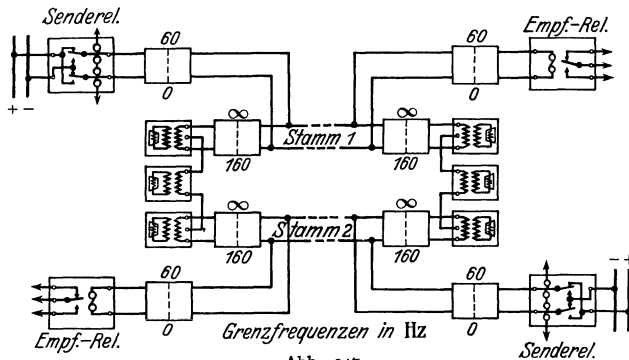 Senderel.
60
0
+ -
60
0
Empf.-Rel.
∞
160
Stamm 1
∞
160
∞
160
Stamm 2
∞
160
60
0
Empf.-Rel.
Grenzfrequenzen in Hz
60
0
- +
Senderel.